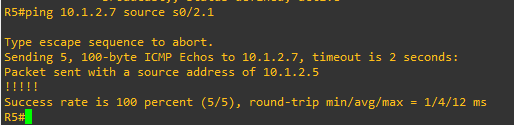 R5#ping 10.1.2.7 source s0/2.1
Type escape sequence to abort.
Sending 5, 100-byte ICMP Echos to 10.1.2.7, timeout is 2 seconds:
Packet sent with a source address of 10.1.2.5
!!!!!
Success rate is 100 percent (5/5), round-trip min/avg/max = 1/4/12 ms
R5#